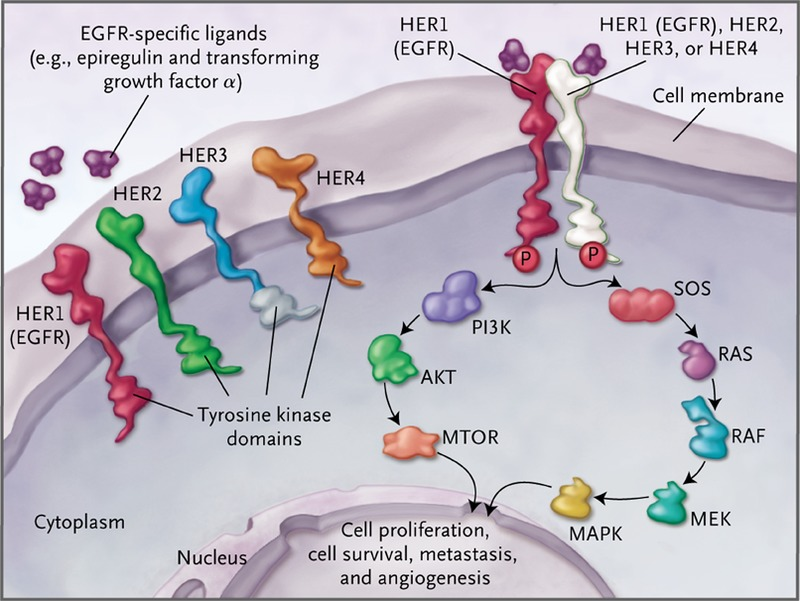 EGFR-specific ligands
(e.g., epiregulin and transforming
growth factor α)
HER1
(EGFR)
HER1 (EGFR), HER2,
HER3, or HER4
Cell membrane
HER3
HER4
HER2
HER1
(EGFR)
P
P
SOS
PI3K
RAS
AKT
Tyrosine kinase
domains
MTOR
RAF
Cytoplasm
MEK
MAPK
Nucleus
Cell proliferation,
cell survival, metastasis,
and angiogenesis